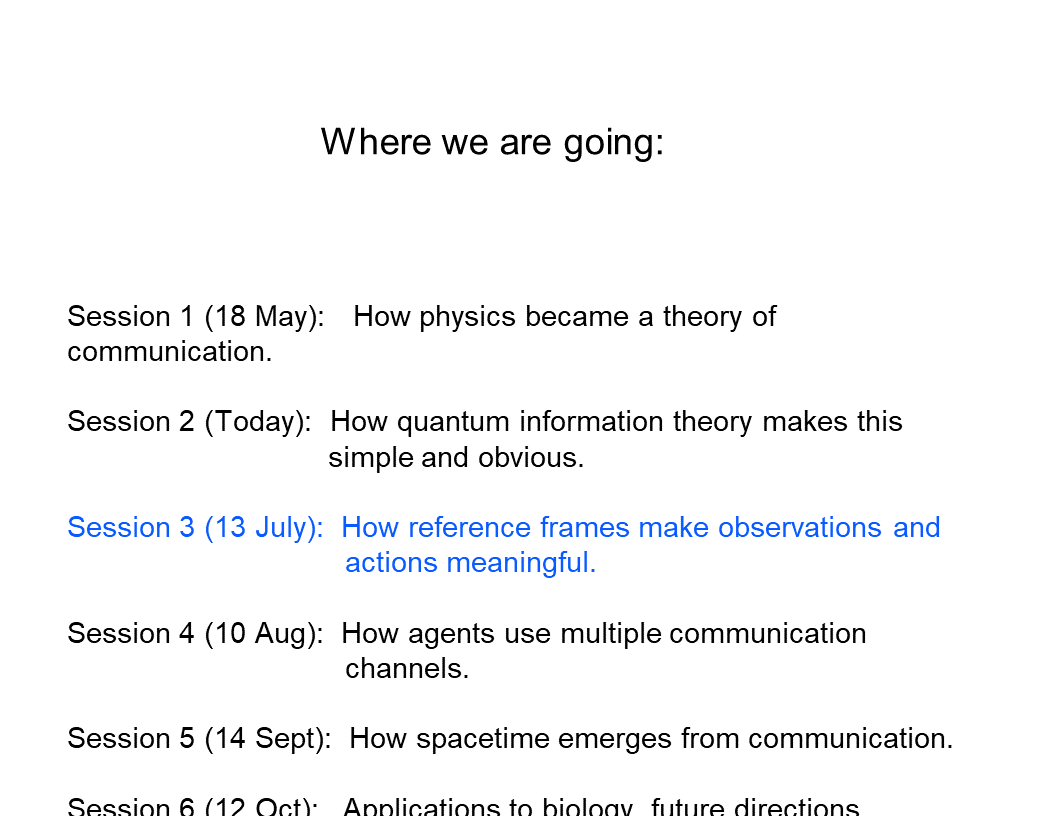 Where we are going:
Session 1 (18 May): How physics became a theory of
communication.
Session 2 (Today): How quantum information theory makes this
simple and obvious.
Session 3 (13 July): How reference frames make observations and
actions meaningful.
Session 4 (10 Aug): How agents use multiple communication
channels.
Session 5 (14 Sept): How spacetime emerges from communication.
Session 6 (12 Oct): Applications to biology, future directions